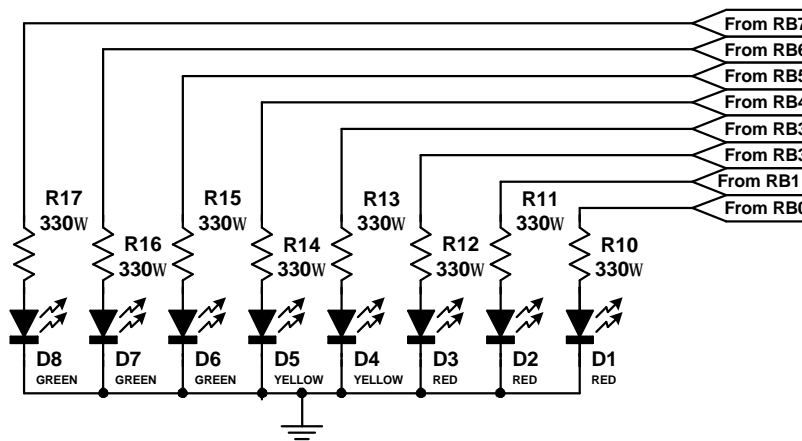 From RB7
From RB6
From RB5
From RB4
From RB3
From RB3
From RB1
From RB0
R17
330W
R16
330W
R15
330W
R14
330W
R13
330W
R12
330W
R11
330W
R10
330W
D8
GREEN
D7
GREEN
D6
GREEN
D5
YELLOW
D4
YELLOW
D3
RED
D2
RED
D1
RED